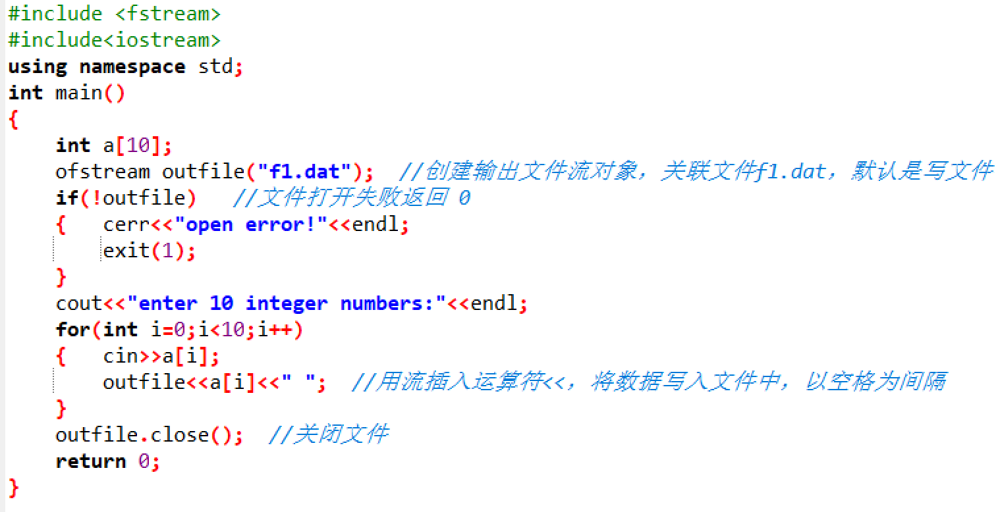 #include <fstream>
#include<iostream>
using namespace std;
int main()
{
    int a[10];
    ofstream outfile("f1.dat");  //创建输出文件流对象，关联文件f1.dat，默认是写文件
    if(!outfile)   //文件打开失败返回 0
    {   cerr<<"open error!"<<endl;
        exit(1);
    }
    cout<<"enter 10 integer numbers:"<<endl;
    for(int i=0;i<10;i++)
    {   cin>>a[i];
        outfile<<a[i]<<" ";  //用流插入运算符<<，将数据写入文件中，以空格为间隔
    }
    outfile.close();  //关闭文件
    return 0;
}